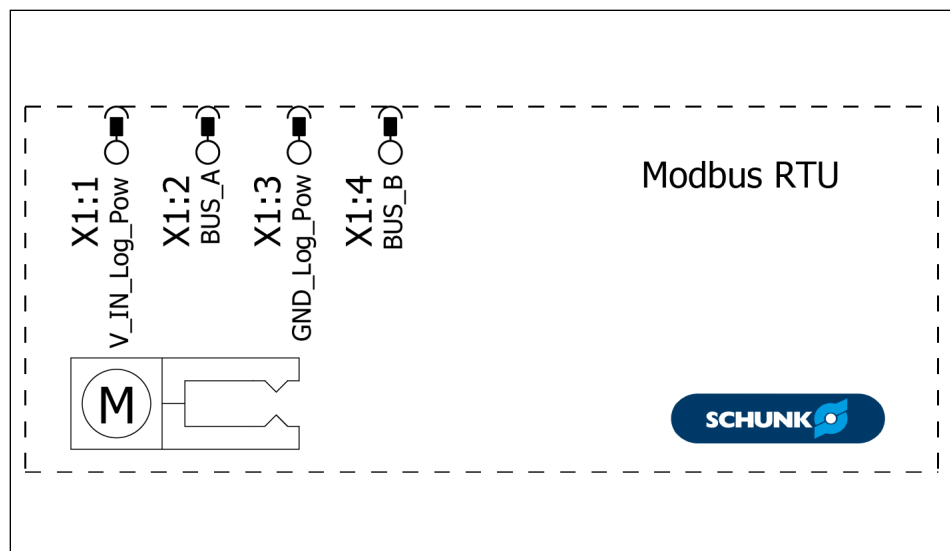 X1:1
V_IN_Log_Pow
X1:2
BUS_A
X1:3
GND_Log_Pow
X1:4
BUS_B
Modbus RTU
M
SCHUNK